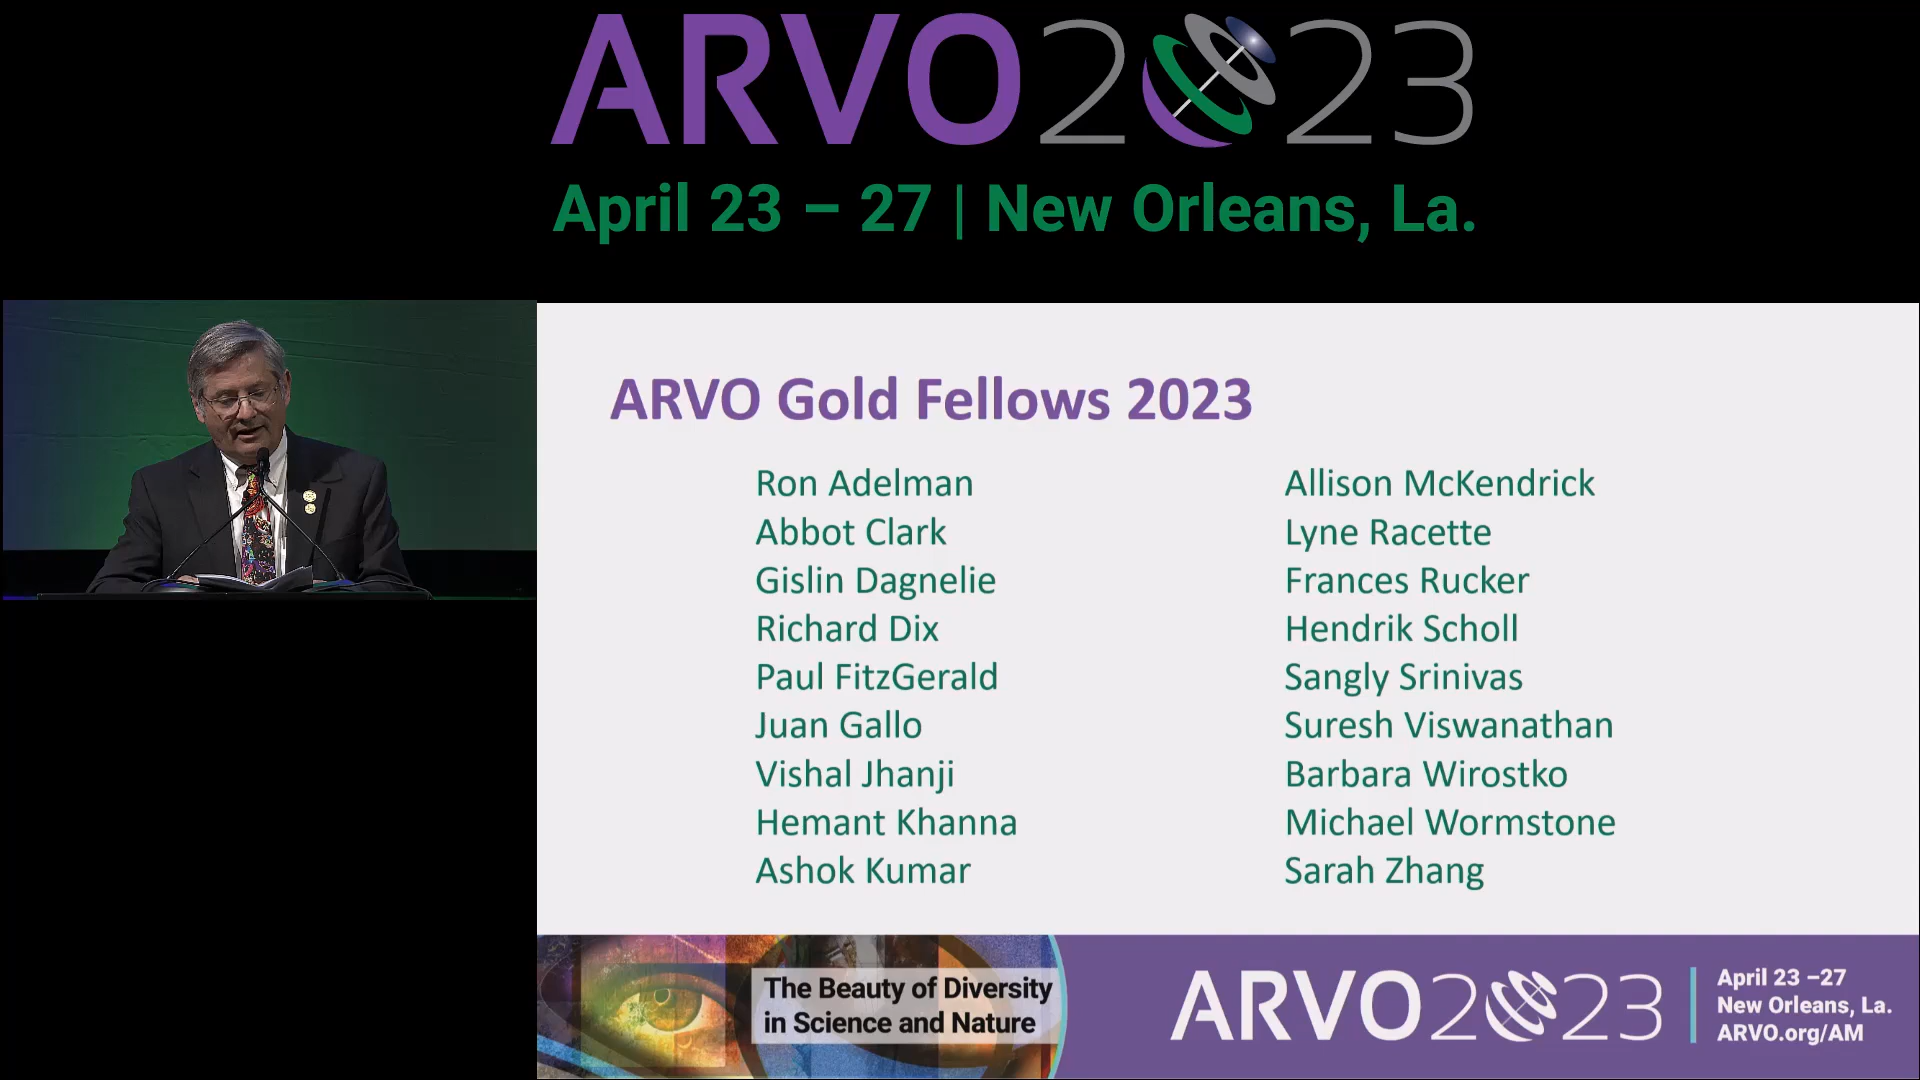 ARVO2023
April 23 – 27 | New Orleans, La.
ARVO Gold Fellows 2023
Ron Adelman
Abbot Clark
Gislin Dagnelie
Richard Dix
Paul FitzGerald
Juan Gallo
Vishal Jhanji
Hemant Khanna
Ashok Kumar
Allison McKendrick
Lyne Racette
Frances Rucker
Hendrik Scholl
Sangly Srinivas
Suresh Viswanathan
Barbara Wirostko
Michael Wormstone
Sarah Zhang
The Beauty of Diversity
in Science and Nature
ARVO2023
April 23 –27
New Orleans, La.
ARVO.org/AM